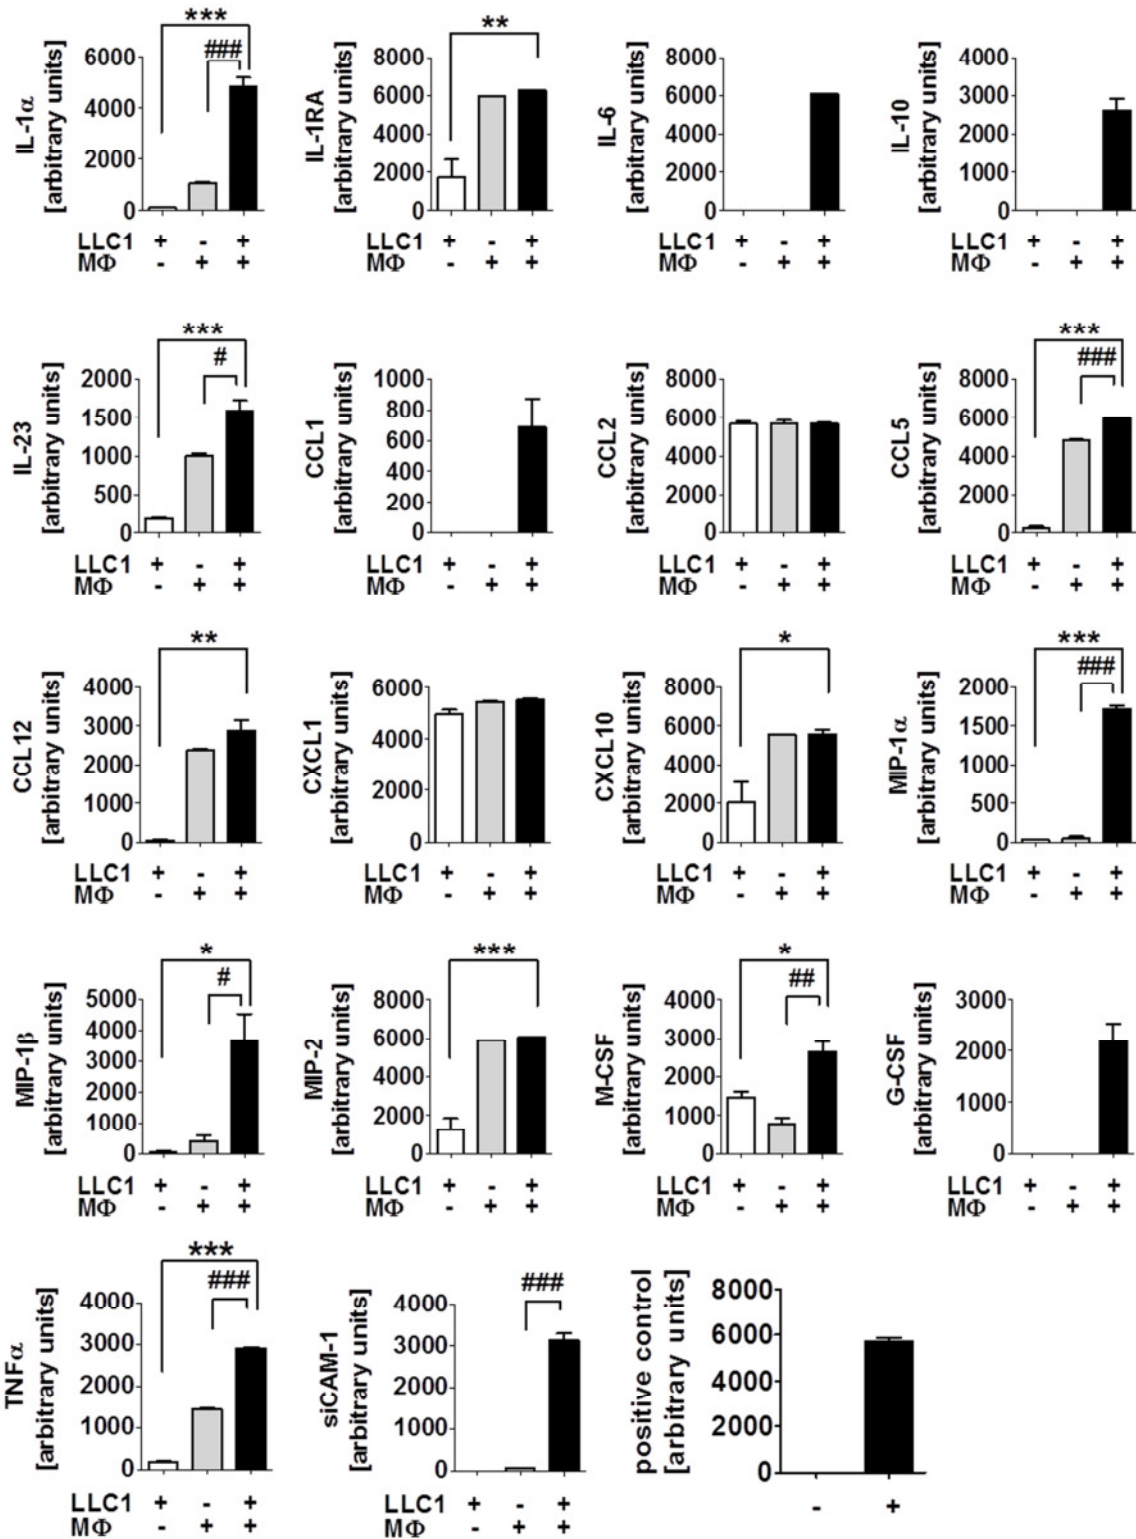 ***
###
IL-1α
[arbitrary units]
6000
4000
2000
0
LLC1 + - +
MΦ - + +
**
IL-1RA
[arbitrary units]
8000
6000
4000
2000
0
LLC1 + - +
MΦ - + +
IL-6
[arbitrary units]
8000
6000
4000
2000
0
LLC1 + - +
MΦ - + +
IL-10
[arbitrary units]
4000
3000
2000
1000
0
LLC1 + - +
MΦ - + +
***
#
IL-23
[arbitrary units]
2000
1500
1000
500
0
LLC1 + - +
MΦ - + +
CCL1
[arbitrary units]
1000
800
600
400
200
0
LLC1 + - +
MΦ - + +
CCL2
[arbitrary units]
8000
6000
4000
2000
0
LLC1 + - +
MΦ - + +
***
###
CCL5
[arbitrary units]
8000
6000
4000
2000
0
LLC1 + - +
MΦ - + +
**
CCL12
[arbitrary units]
4000
3000
2000
1000
0
LLC1 + - +
MΦ - + +
CXCL1
[arbitrary units]
6000
4000
2000
0
LLC1 + - +
MΦ - + +
*
CXCL10
[arbitrary units]
8000
6000
4000
2000
0
LLC1 + - +
MΦ - + +
***
###
MIP-1α
[arbitrary units]
2000
1500
1000
500
0
LLC1 + - +
MΦ - + +
*
#
MIP-1β
[arbitrary units]
5000
4000
3000
2000
1000
0
LLC1 + - +
MΦ - + +
***
MIP-2
[arbitrary units]
8000
6000
4000
2000
0
LLC1 + - +
MΦ - + +
*
##
M-CSF
[arbitrary units]
4000
3000
2000
1000
0
LLC1 + - +
MΦ - + +
G-CSF
[arbitrary units]
3000
2000
1000
0
LLC1 + - +
MΦ - + +
***
###
TNFα
[arbitrary units]
4000
3000
2000
1000
0
LLC1 + - +
MΦ - + +
###
siCAM-1
[arbitrary units]
4000
3000
2000
1000
0
LLC1 + - +
MΦ - + +
positive control
[arbitrary units]
8000
6000
4000
2000
0
- +